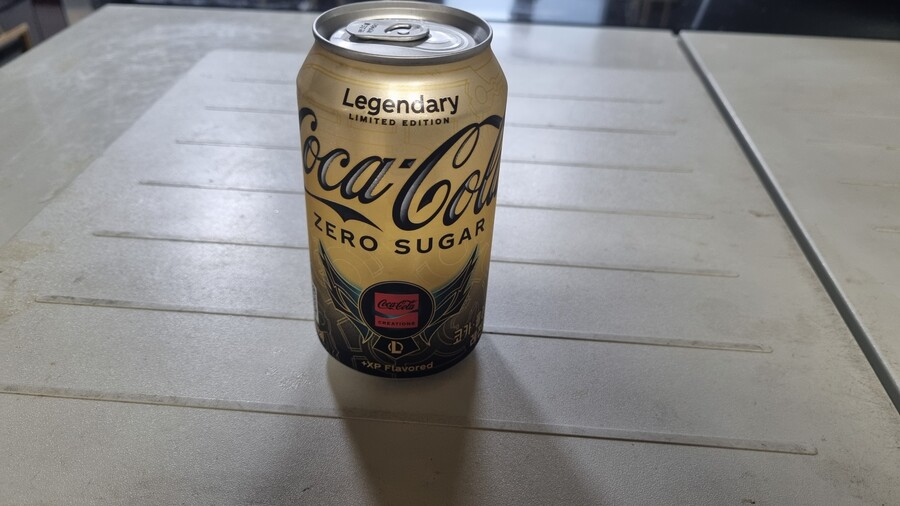 Legendary
LIMITED EDITION
Coca-Cola
ZERO SUGAR
Coca-Cola
CREATIONS
+XP Flavored